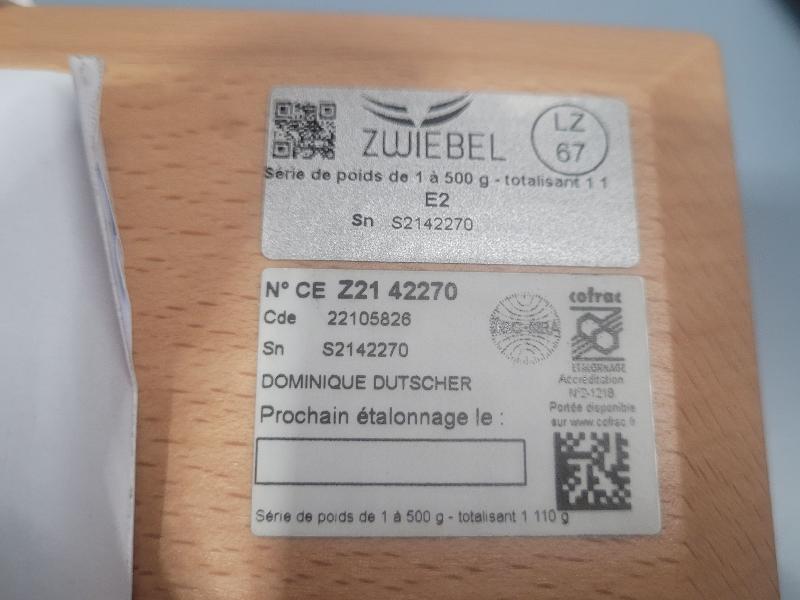 ZWIEBEL
LZ
67
Série de poids de 1 à 500 g - totalisant 1 1
E2
Sn S2142270
N° CE Z21 42270
Cde 22105826
Sn S2142270
DOMINIQUE DUTSCHER
Prochain étalonnage le :
cofrac
ETALONNAGE
Accréditation
N°2-1218
Portée disponible
sur www.cofrac.fr
Série de poids de 1 à 500 g - totalisant 1 110 g